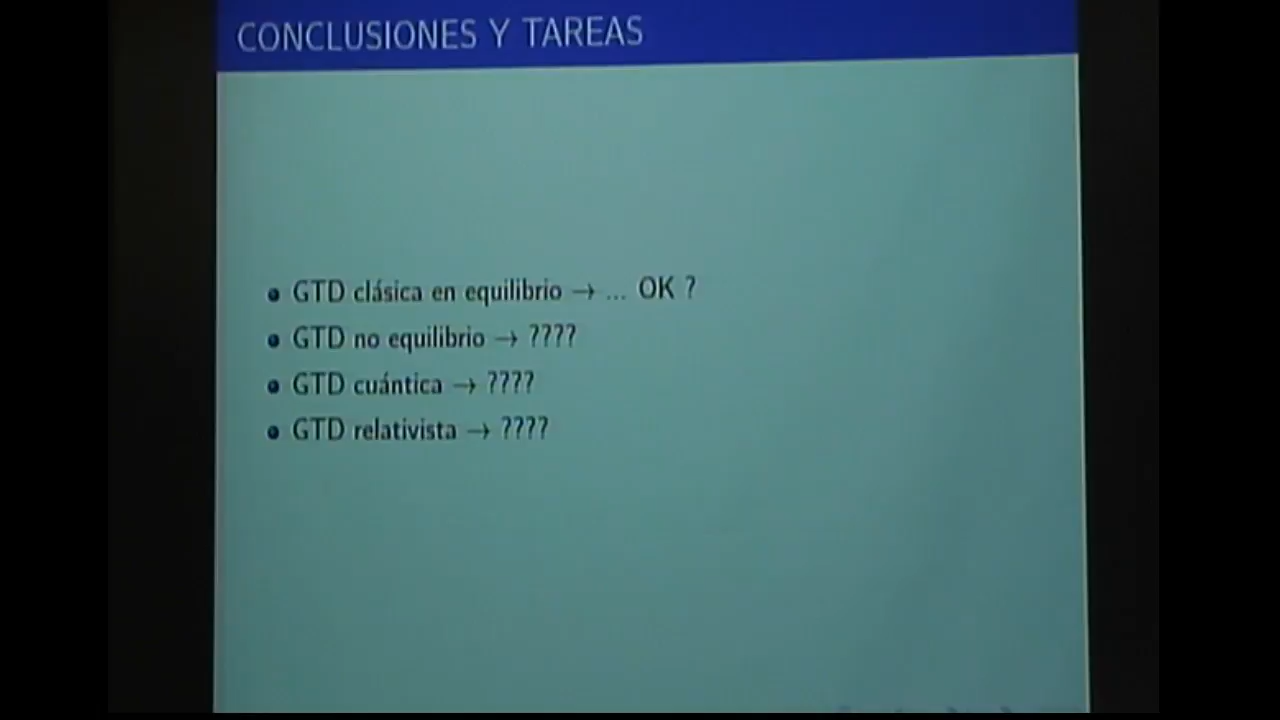 CONCLUSIONES Y TAREAS
• GTD clásica en equilibrio → ... OK ?
• GTD no equilibrio → ????
• GTD cuántica → ????
• GTD relativista → ????